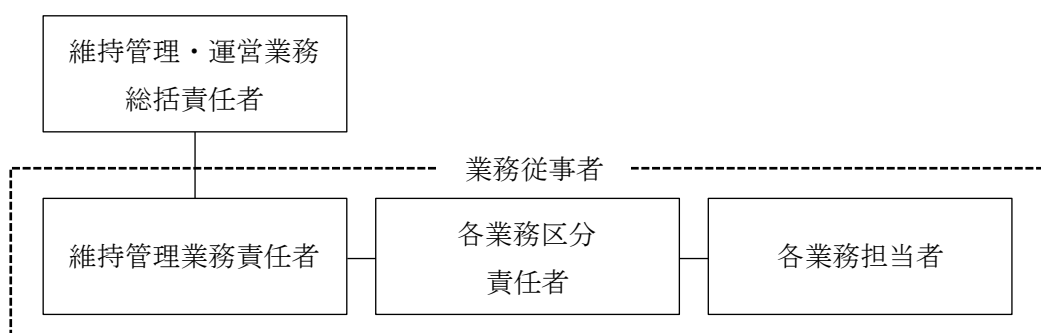 維持管理・運営業務
総括責任者
業務従事者
維持管理業務責任者
各業務区分
責任者
各業務担当者